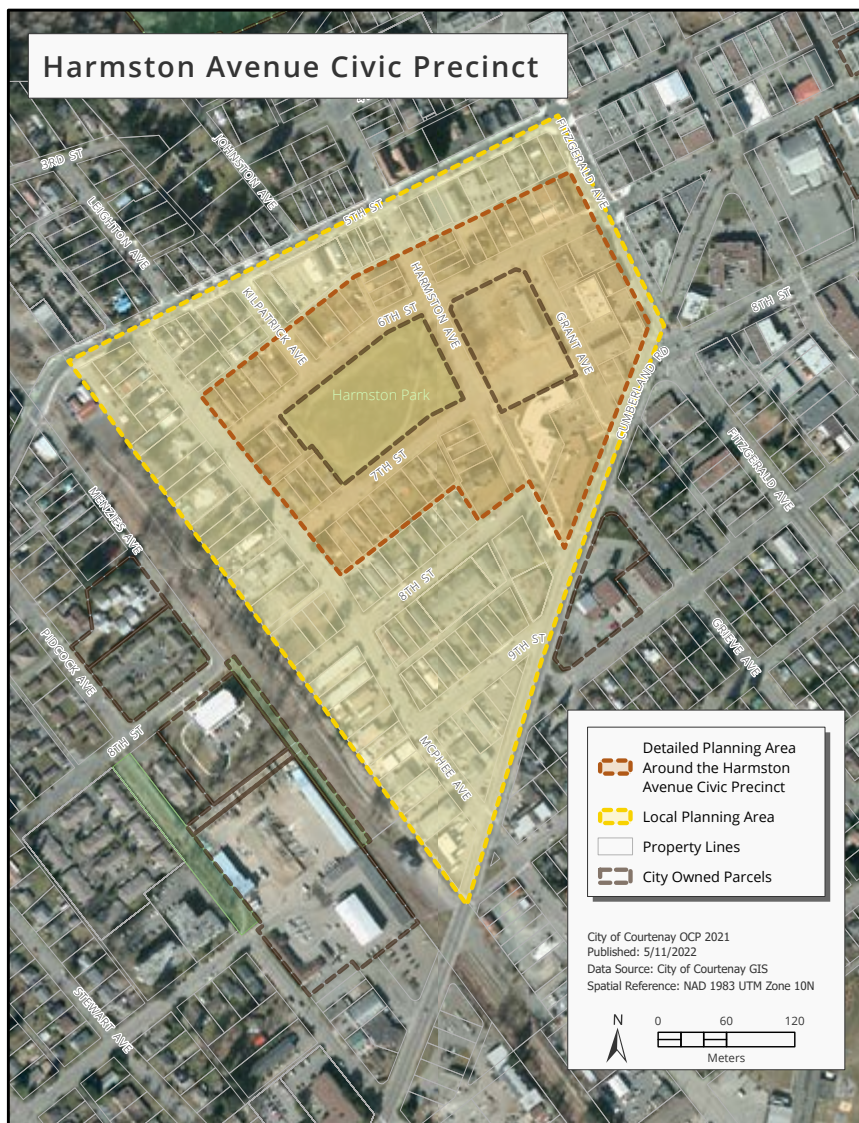 Harmston Avenue Civic Precinct
3RD ST
JOHNSTON AVE
LEIGHTON AVE
5TH ST
FITZGERALD AVE
KILPATRICK AVE
6TH ST
HARMSTON AVE
GRANT AVE
8TH ST
Harmston Park
CUMBERLAND RD
7TH ST
FITZGERALD AVE
MENZIES AVE
8TH ST
9TH ST
GRIEVE AVE
PIDCOCK AVE
8TH ST
MCPHEE AVE
STEWART AVE
Detailed Planning Area
Around the Harmston
Avenue Civic Precinct
Local Planning Area
Property Lines
City Owned Parcels
City of Courtenay OCP 2021
Published: 5/11/2022
Data Source: City of Courtenay GIS
Spatial Reference: NAD 1983 UTM Zone 10N
N
0 60 120
Meters